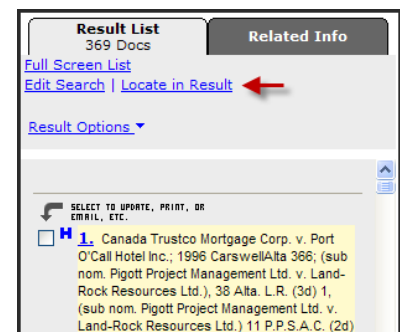 Result List
369 Docs
Related Info
Full Screen List
Edit Search | Locate in Result
Result Options
SELECT TO UPDATE, PRINT, OR
EMAIL, ETC.
H 1. Canada Trustco Mortgage Corp. v. Port
O'Call Hotel Inc.; 1996 CarswellAlta 366; (sub
nom. Pigott Project Management Ltd. v. Land-
Rock Resources Ltd.), 38 Alta. L.R. (3d) 1,
(sub nom. Pigott Project Management Ltd. v.
Land-Rock Resources Ltd.) 11 P.P.S.A.C. (2d)